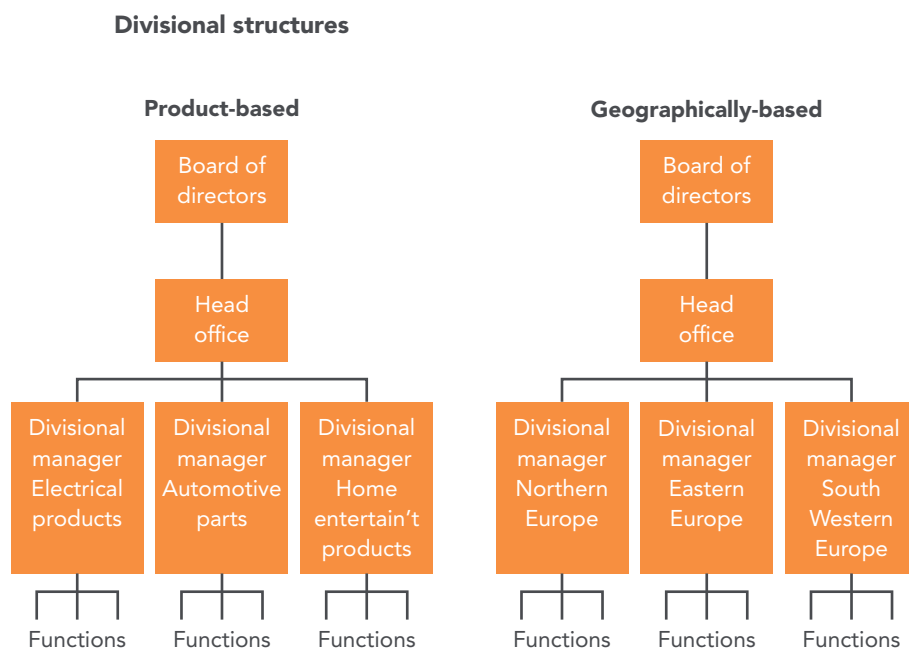 Divisional structures
Product-based
Board of
directors
Head
office
Divisional
manager
Electrical
products
Divisional
manager
Automotive
parts
Divisional
manager
Home
entertain’t
products
Functions
Functions
Functions
Geographically-based
Board of
directors
Head
office
Divisional
manager
Northern
Europe
Divisional
manager
Eastern
Europe
Divisional
manager
South
Western
Europe
Functions
Functions
Functions